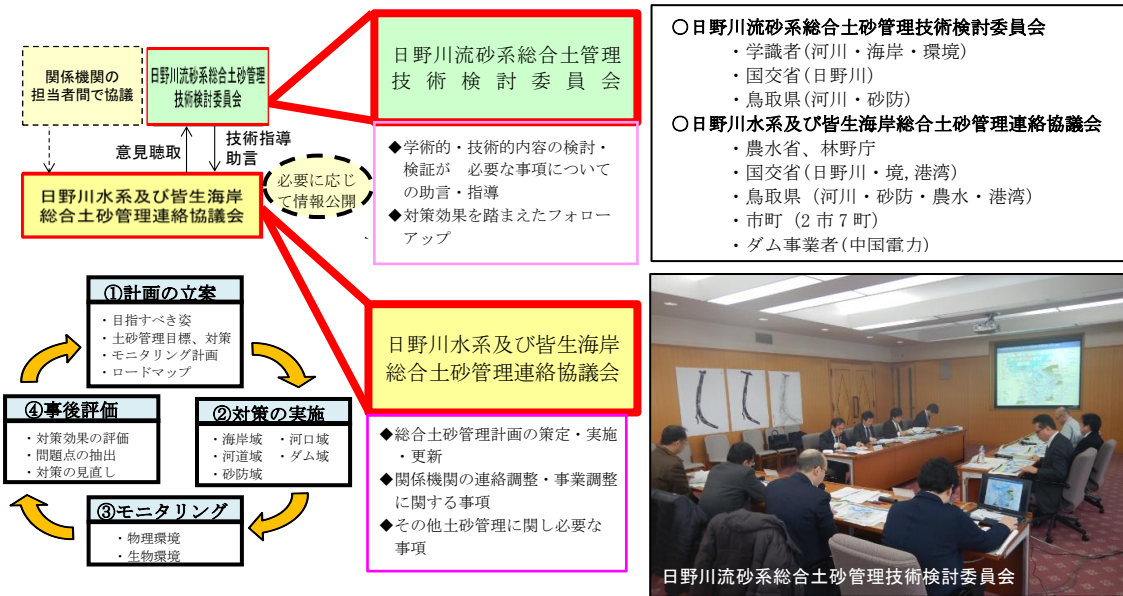 関係機関の
担当者間で協議
日野川流砂系総合土砂管理
技術検討委員会
意見聴取
技術指導
助言
日野川水系及び皆生海岸
総合土砂管理連絡協議会
必要に応じ
て情報公開
日野川流砂系総合土管理
技術検討委員会
◆学術的・技術的内容の検討・
検証が 必要な事項について
の助言・指導
◆対策効果を踏まえたフォロー
アップ
〇日野川流砂系総合土砂管理技術検討委員会
・学識者(河川・海岸・環境)
・国交省(日野川)
・鳥取県(河川・砂防)
〇日野川水系及び皆生海岸総合土砂管理連絡協議会
・農水省、林野庁
・国交省(日野川・境,港湾)
・鳥取県(河川・砂防・農水・港湾)
・市町(2市7町)
・ダム事業者(中国電力)
①計画の立案
・目指すべき姿
・土砂管理目標、対策
・モニタリング計画
・ロードマップ
②対策の実施
・海岸域 ・河口域
・河道域 ・ダム域
・砂防域
③モニタリング
・物理環境
・生物環境
④事後評価
・対策効果の評価
・問題点の抽出
・対策の見直し
日野川水系及び皆生海岸
総合土砂管理連絡協議会
◆総合土砂管理計画の策定・実施
・更新
◆関係機関の連絡調整・事業調整
に関する事項
◆その他土砂管理に関し必要な
事項
日野川流砂系総合土砂管理技術検討委員会